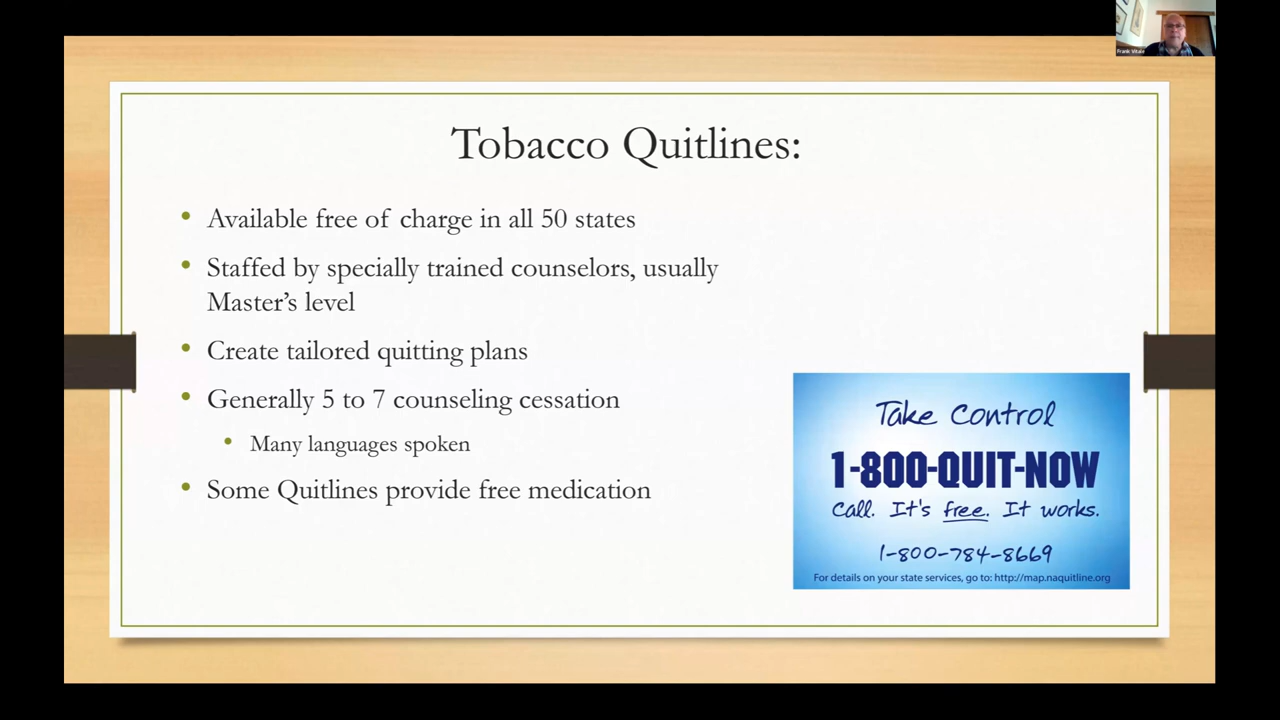 Frank Vitale
Tobacco Quitlines:
• Available free of charge in all 50 states
• Staffed by specially trained counselors, usually
Master's level
• Create tailored quitting plans
• Generally 5 to 7 counseling cessation
• Many languages spoken
• Some Quitlines provide free medication
Take Control
1-800-QUIT-NOW
Call. It's free. It works.
1-800-784-8669
For details on your state services, go to: http://map.naquitline.org